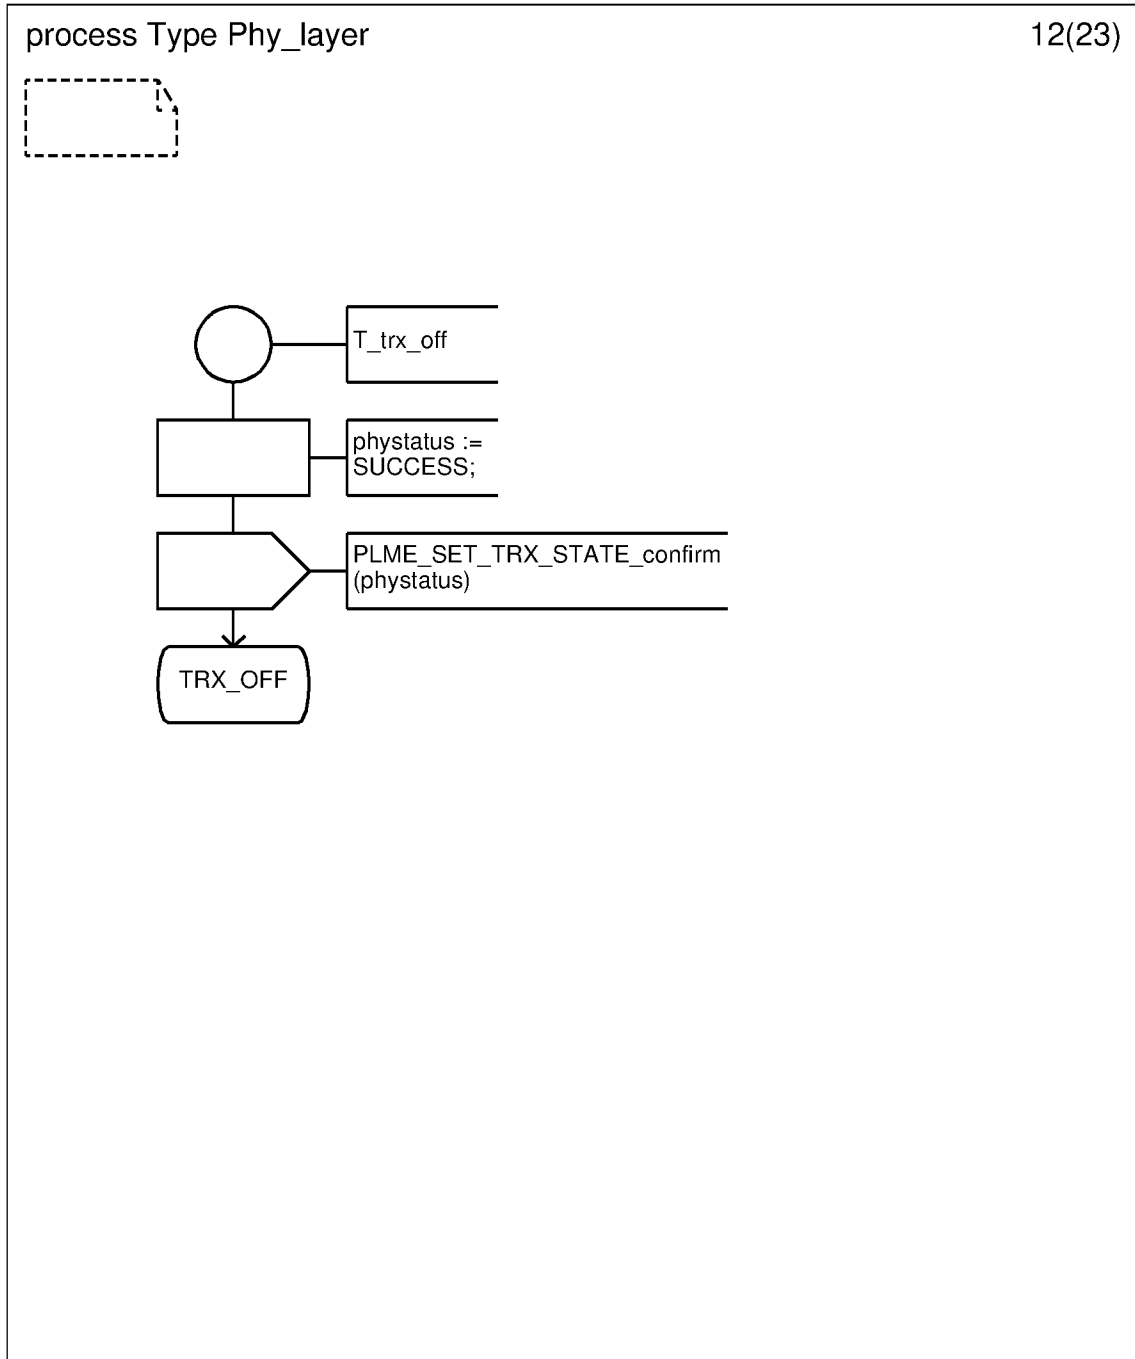 process Type Phy_layer
12(23)
T_trx_off
phystatus :=
SUCCESS;
PLME_SET_TRX_STATE_confirm
(phystatus)
TRX_OFF